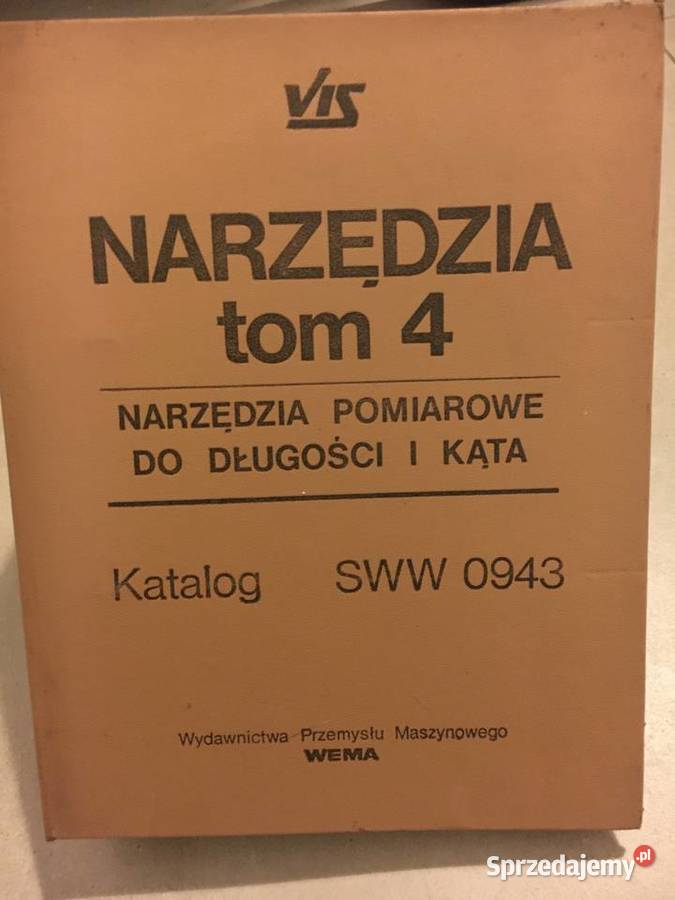 VIS
NARZĘDZIA
tom 4
NARZĘDZIA POMIAROWE
DO DŁUGOŚCI I KĄTA
Katalog SWW 0943
Wydawnictwa Przemysłu Maszynowego
WEMA
Sprzedajemy.pl